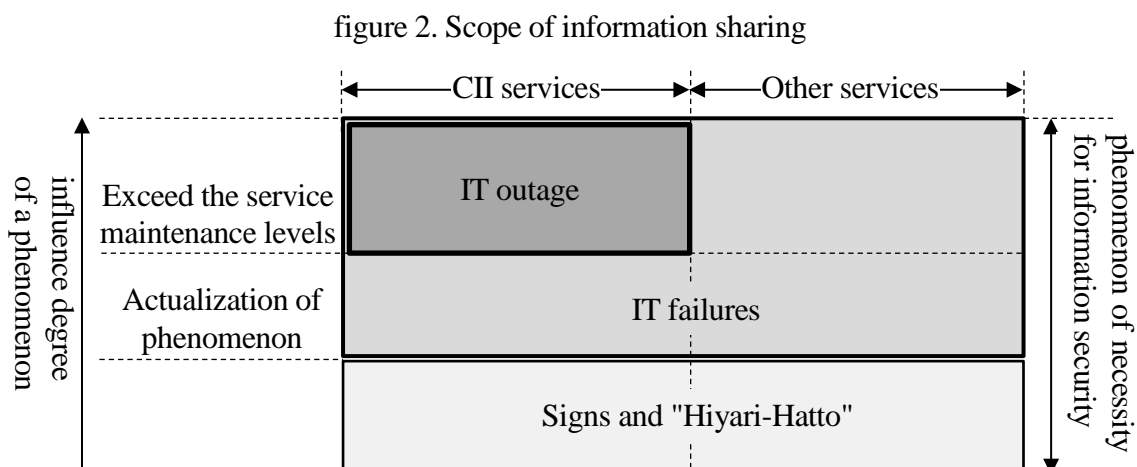 figure 2. Scope of information sharing
CII services
Other services
influence degree
of a phenomenon
Exceed the service
maintenance levels
IT outage
Actualization of
phenomenon
IT failures
Signs and "Hiyari-Hatto"
phenomenon of necessity
for information security